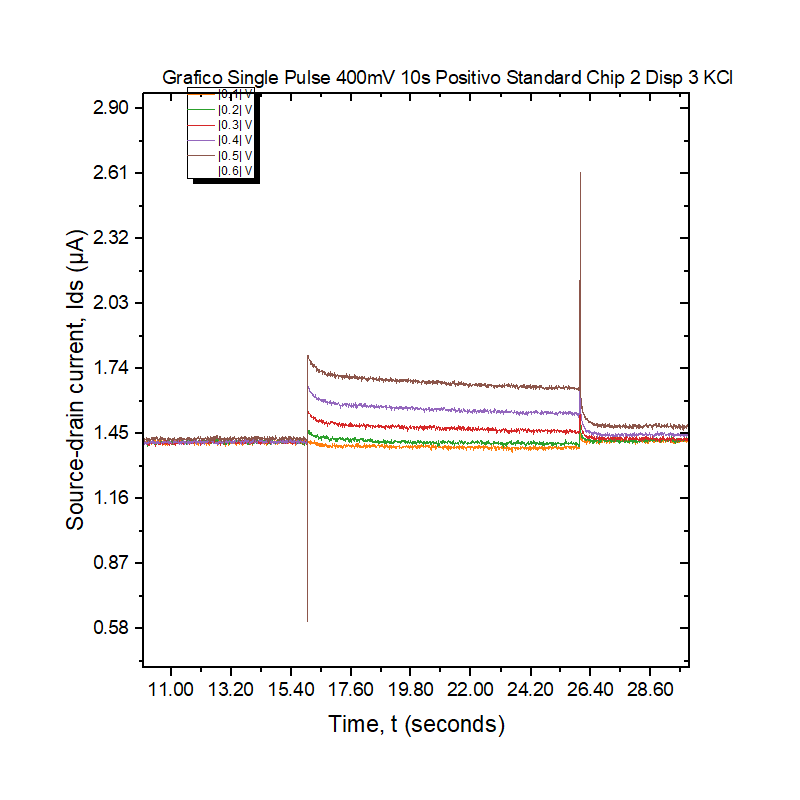 Grafico Single Pulse 400mV 10s Positivo Standard Chip 2 Disp 3 KCl
|0.1| V
|0.2| V
|0.3| V
|0.4| V
|0.5| V
|0.6| V
2.90
2.61
2.32
2.03
1.74
1.45
1.16
0.87
0.58
Source-drain current, Ids (μA)
11.00 13.20 15.40 17.60 19.80 22.00 24.20 26.40 28.60
Time, t (seconds)